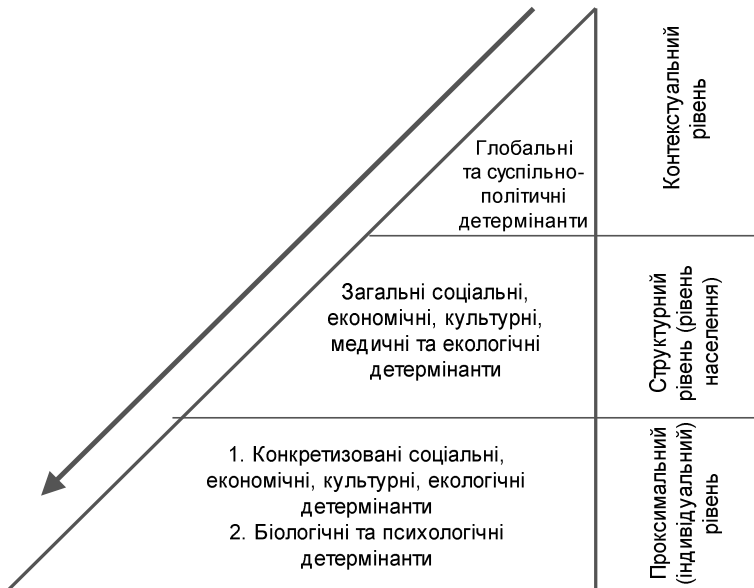 Глобальні
та суспільно-
політичні
детермінанти
Контекстуальний
рівень
Загальні соціальні,
економічні, культурні,
медичні та екологічні
детермінанти
Структурний
рівень (рівень
населення)
1. Конкретизовані соціальні,
економічні, культурні, екологічні
детермінанти
2. Біологічні та психологічні
детермінанти
Проксимальний
(індивідуальний)
рівень